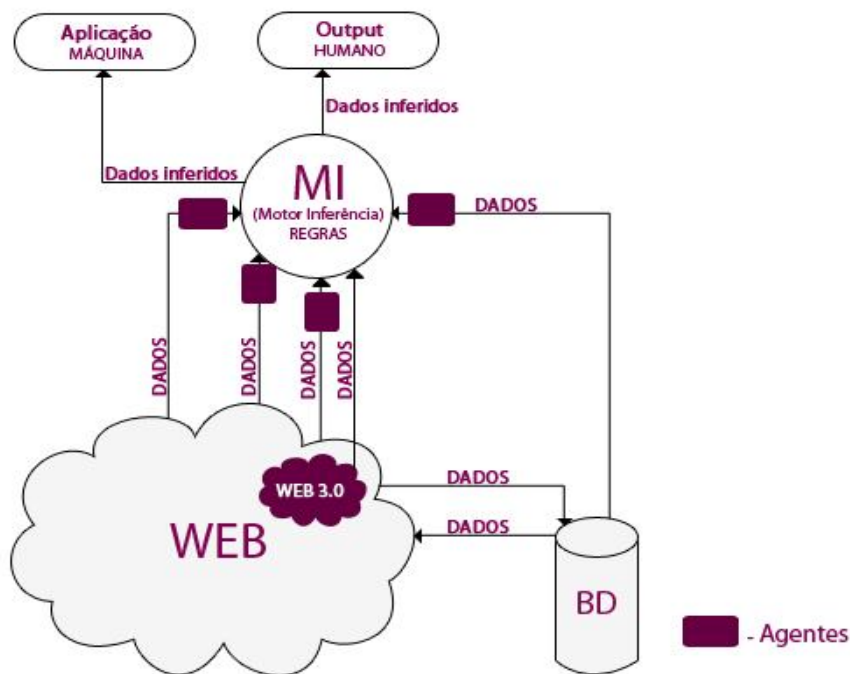 Aplicação
MÁQUINA
Output
HUMANO
Dados inferidos
Dados inferidos
MI
(Motor Inferência)
REGRAS
DADOS
DADOS
DADOS
DADOS
DADOS
WEB 3.0
DADOS
WEB
DADOS
BD
- Agentes